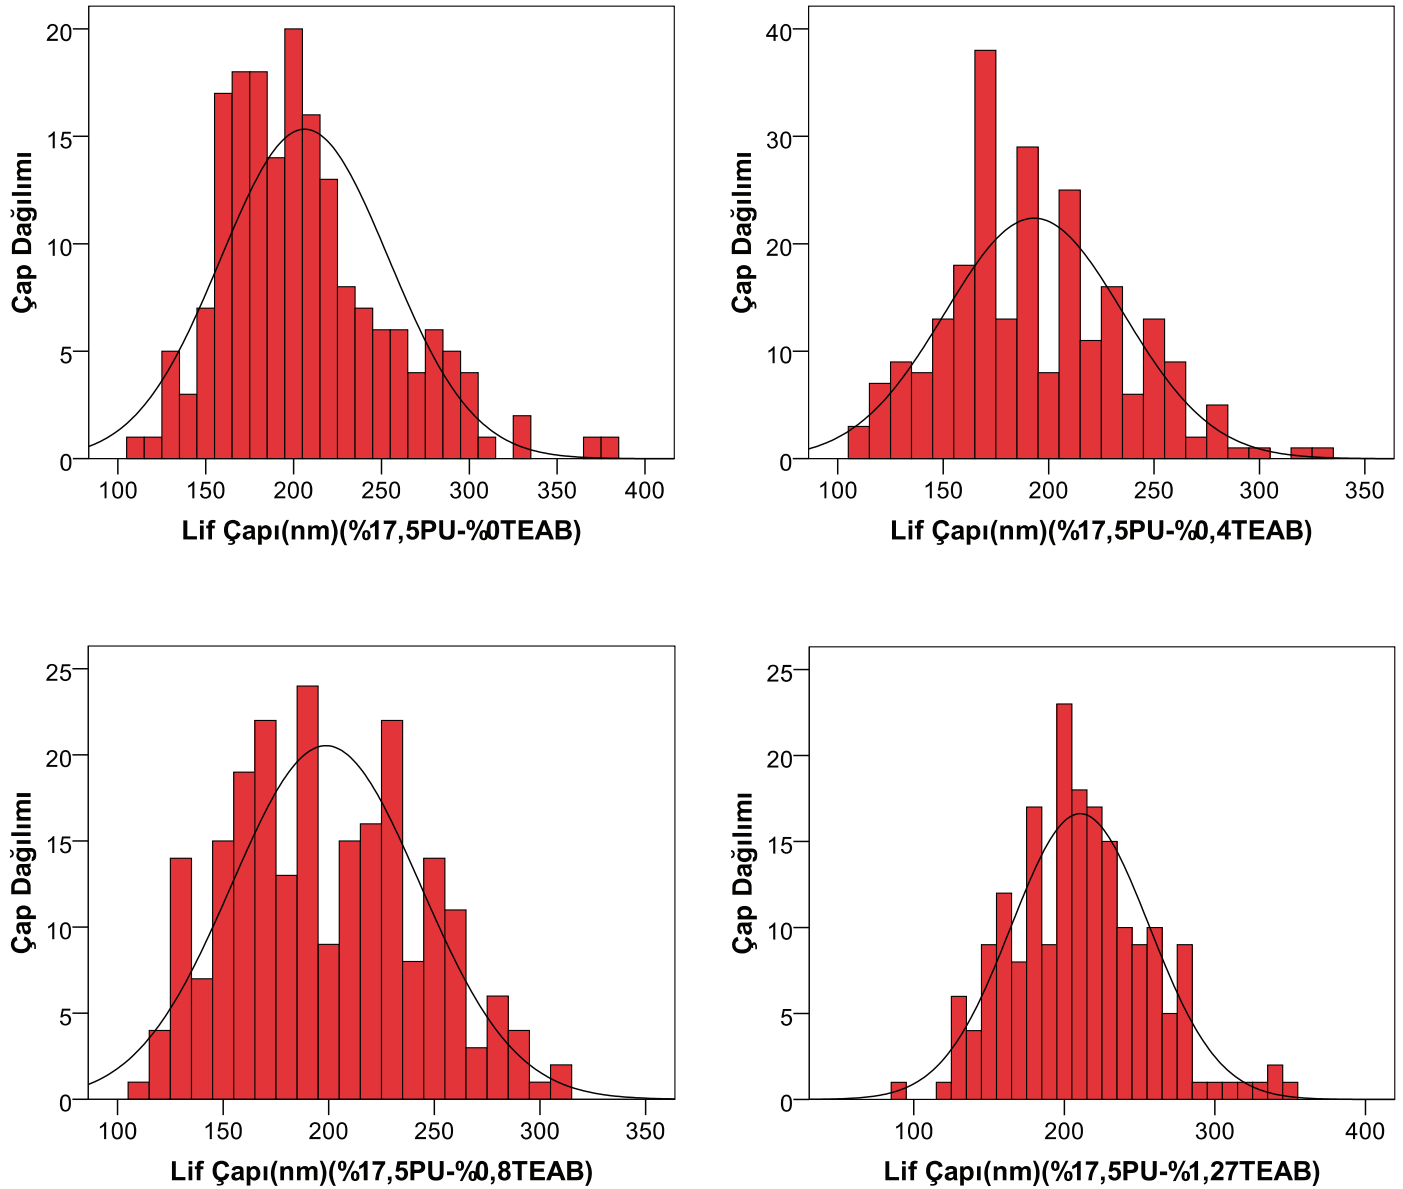 20
15
10
5
0
Çap Dağılımı
100 150 200 250 300 350 400
Lif Çapı(nm)(%17,5PU-%0TEAB)
40
30
20
10
0
Çap Dağılımı
100 150 200 250 300 350
Lif Çapı(nm)(%17,5PU-%0,4TEAB)
25
20
15
10
5
0
Çap Dağılımı
100 150 200 250 300 350
Lif Çapı(nm)(%17,5PU-%0,8TEAB)
25
20
15
10
5
0
Çap Dağılımı
100 200 300 400
Lif Çapı(nm)(%17,5PU-%1,27TEAB)